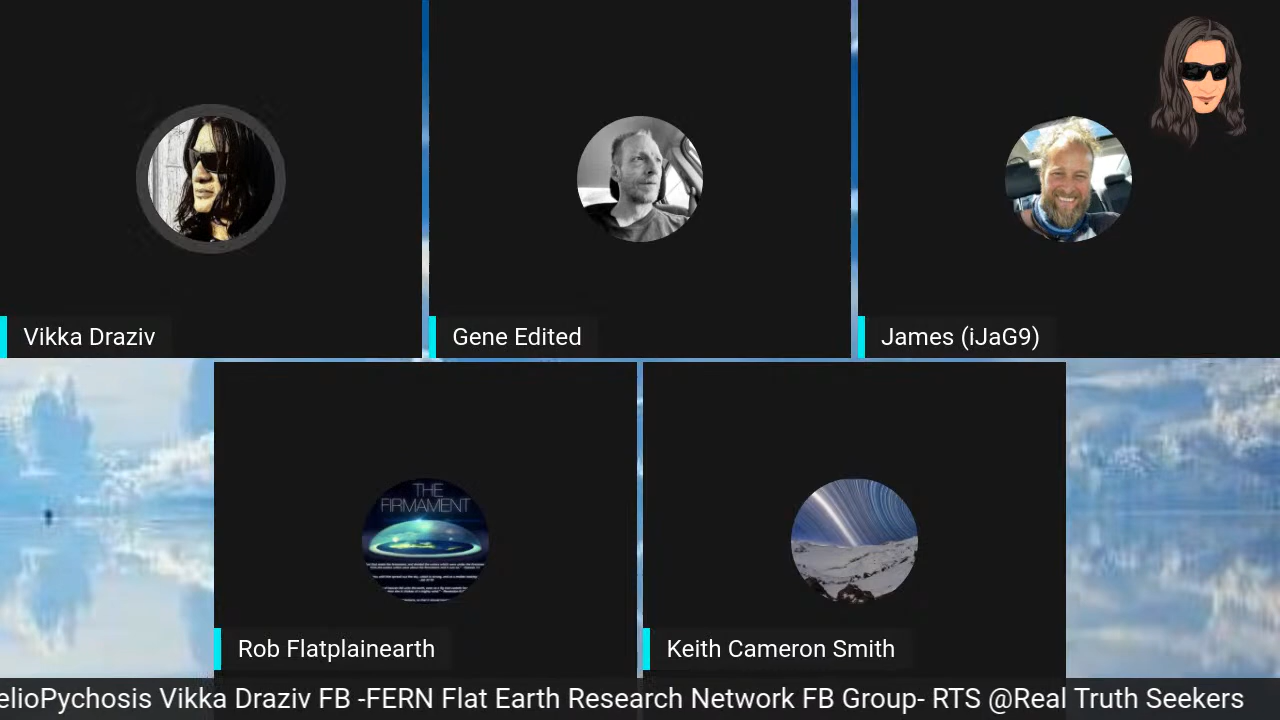 Vikka Draziv
Gene Edited
James (iJaG9)
THE
FIRMAMENT
Rob Flatplainearth
Keith Cameron Smith
elioPychosis Vikka Draziv FB -FERN Flat Earth Research Network FB Group- RTS @Real Truth Seekers